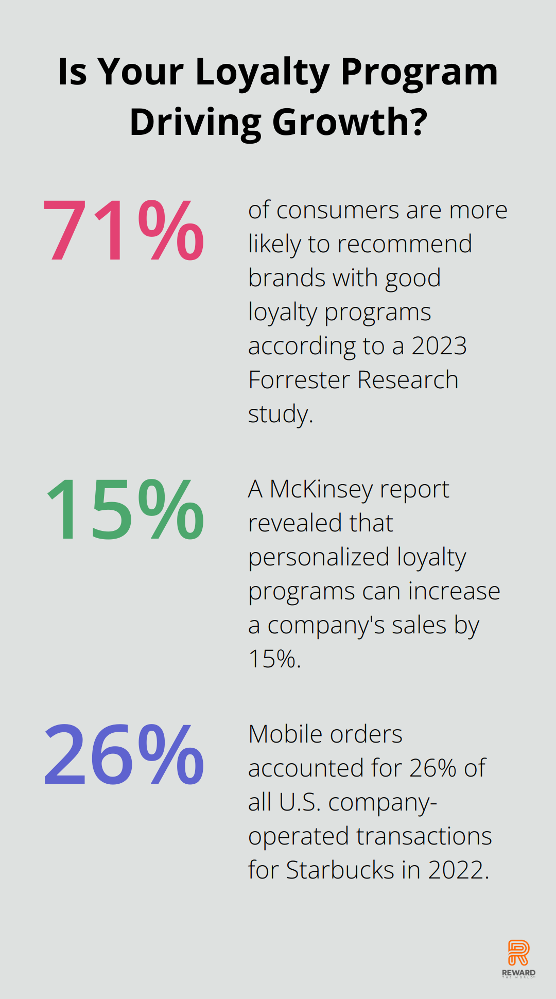 Is Your Loyalty Program
Driving Growth?
71%
of consumers are more
likely to recommend
brands with good
loyalty programs
according to a 2023
Forrester Research
study.
15%
A McKinsey report
revealed that
personalized loyalty
programs can increase
a company's sales by
15%.
26%
Mobile orders
accounted for 26% of
all U.S. company-
operated transactions
for Starbucks in 2022.
REWARD
THE WORLD